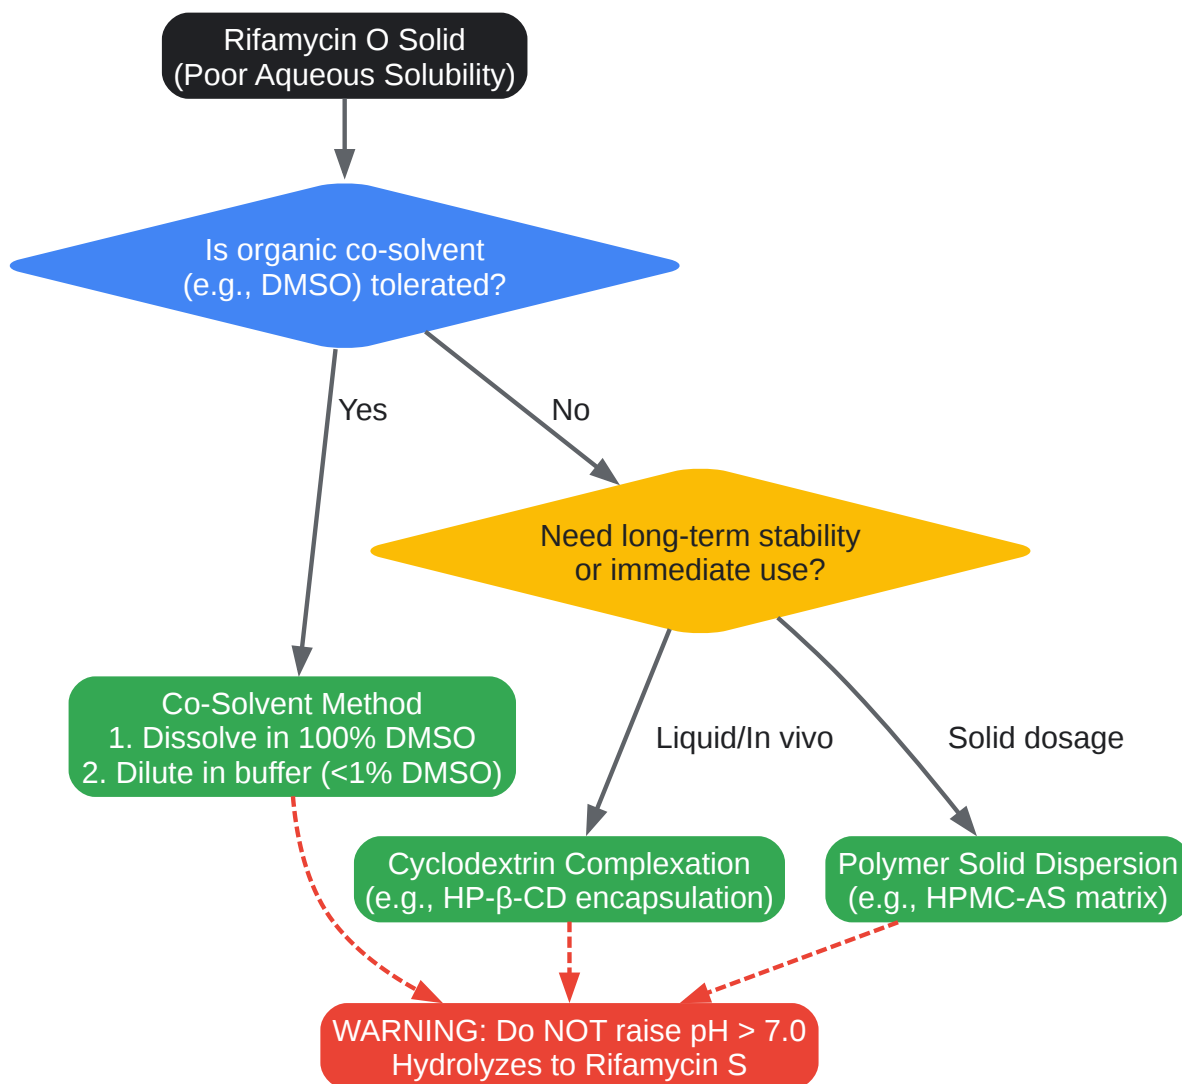 Rifamycin O Solid
(Poor Aqueous Solubility)
Is organic co-solvent
(e.g., DMSO) tolerated?
Yes
No
Need long-term stability
or immediate use?
Co-Solvent Method
1. Dissolve in 100% DMSO
2. Dilute in buffer (<1% DMSO)
Liquid/In vivo
Solid dosage
Cyclodextrin Complexation
(e.g., HP-β-CD encapsulation)
Polymer Solid Dispersion
(e.g., HPMC-AS matrix)
WARNING: Do NOT raise pH > 7.0
Hydrolyzes to Rifamycin S